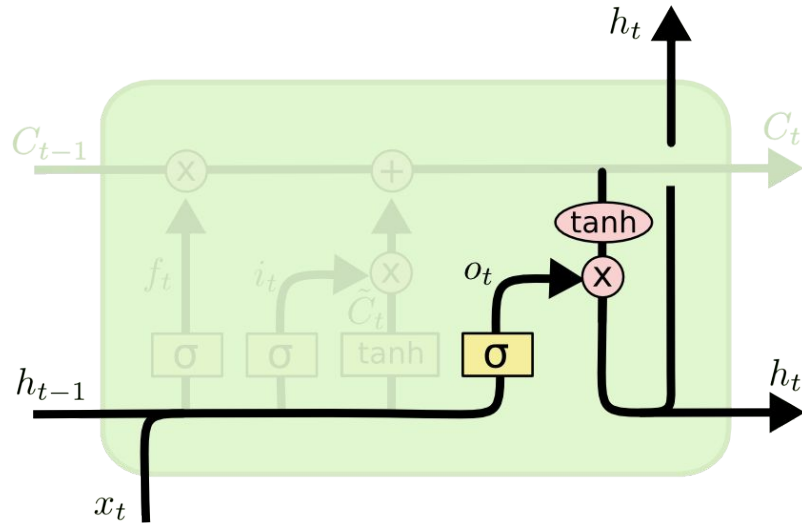 h_t
C_{t-1}
C_t
x
+
tanh
f_t
i_t
x
o_t
x
C̃_t
σ
σ
tanh
σ
h_{t-1}
h_t
x_t